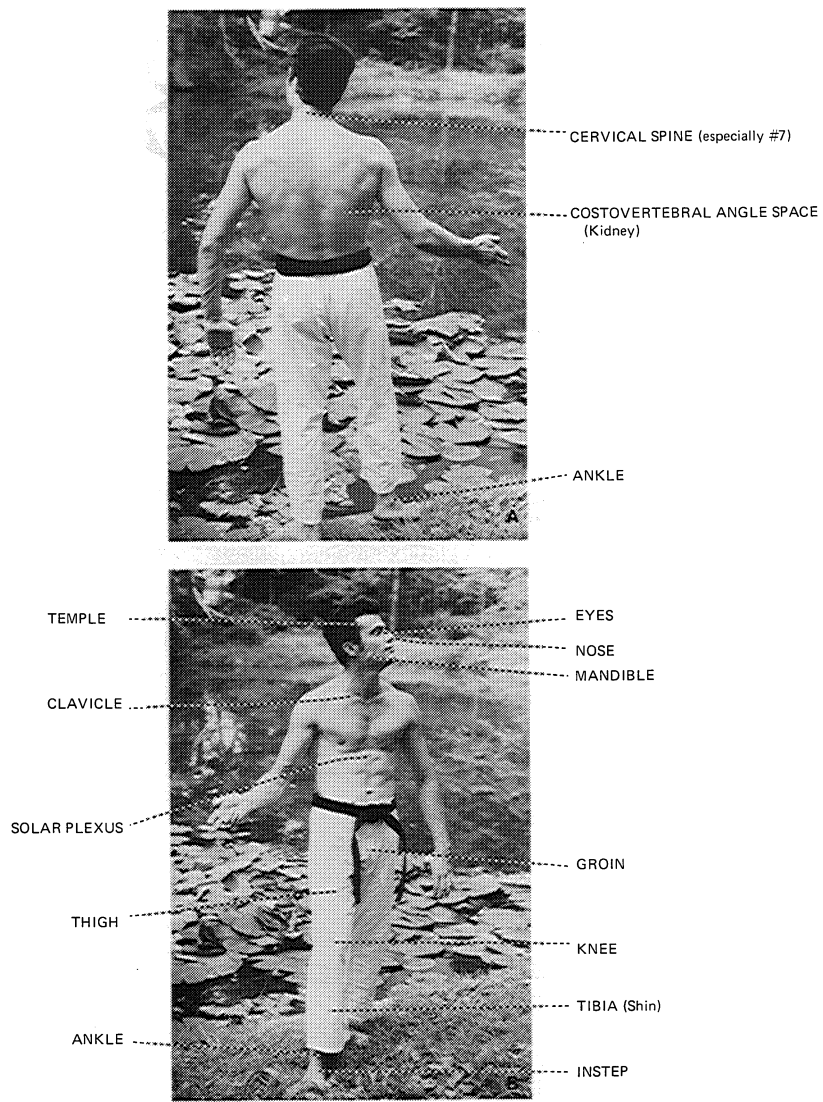 CERVICAL SPINE (especially #7)
COSTOVERTEBRAL ANGLE SPACE
(Kidney)
ANKLE
A
TEMPLE
EYES
NOSE
MANDIBLE
CLAVICLE
SOLAR PLEXUS
GROIN
THIGH
KNEE
TIBIA (Shin)
ANKLE
INSTEP
B